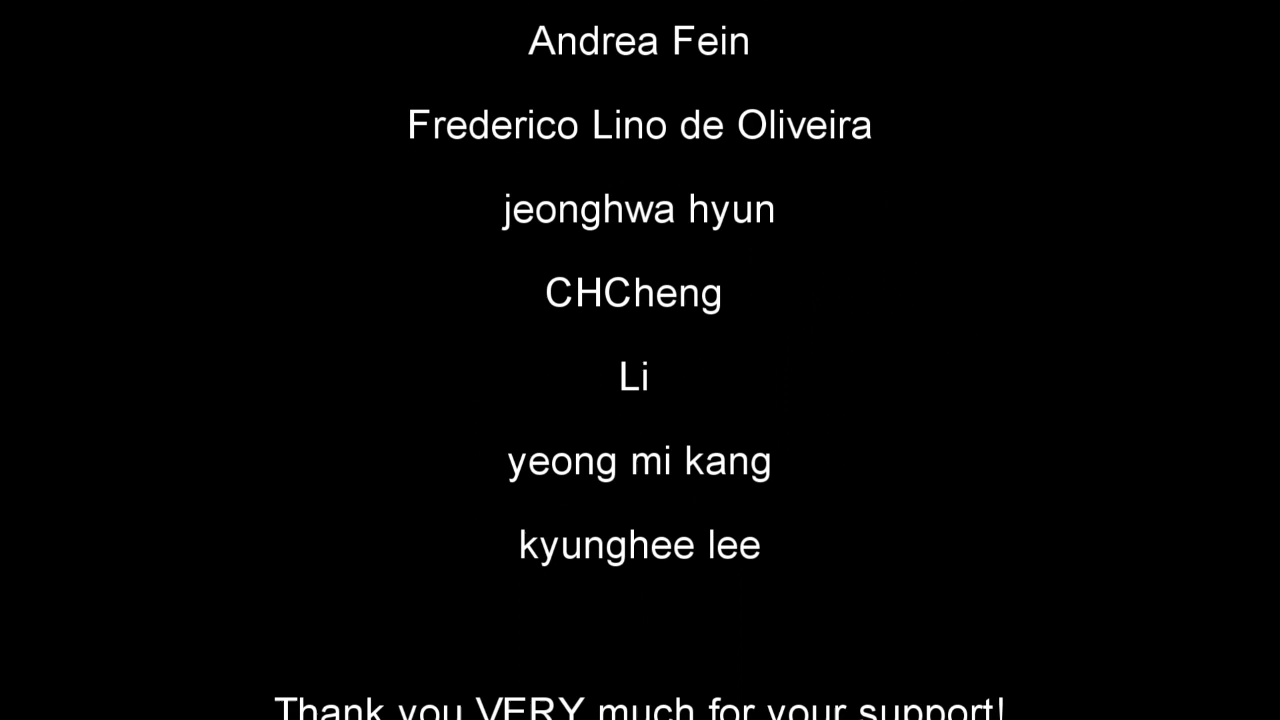 Andrea Fein
Frederico Lino de Oliveira
jeonghwa hyun
CHCheng
Li
yeong mi kang
kyunghee lee
Thank you VERY much for your support!